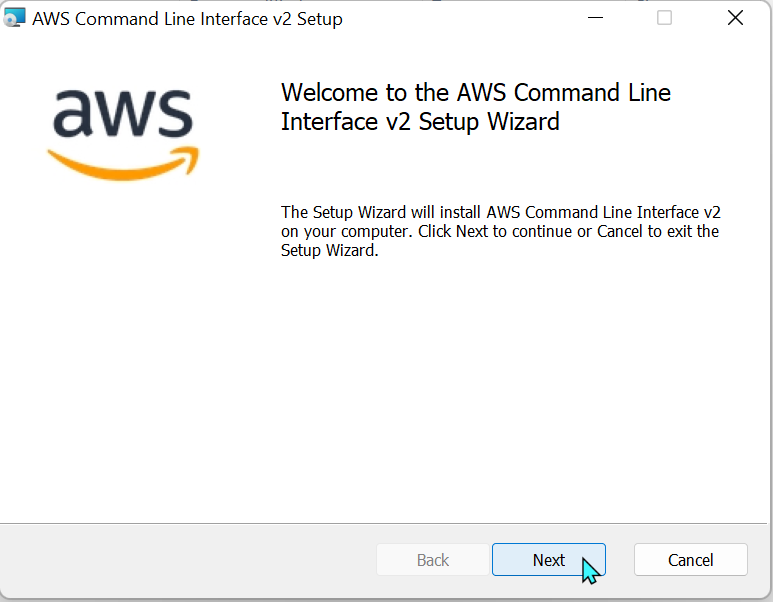 AWS Command Line Interface v2 Setup
aws
Welcome to the AWS Command Line
Interface v2 Setup Wizard
The Setup Wizard will install AWS Command Line Interface v2
on your computer. Click Next to continue or Cancel to exit the
Setup Wizard.
Back
Next
Cancel